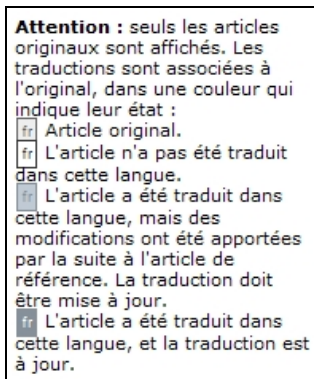 Attention : seuls les articles
originaux sont affichés. Les
traductions sont associées à
l'original, dans une couleur qui
indique leur état :
fr Article original.
fr L'article n'a pas été traduit
dans cette langue.
fr L'article a été traduit dans
cette langue, mais des
modifications ont été apportées
par la suite à l'article de
référence. La traduction doit
être mise à jour.
fr L'article a été traduit dans
cette langue, et la traduction est
à jour.